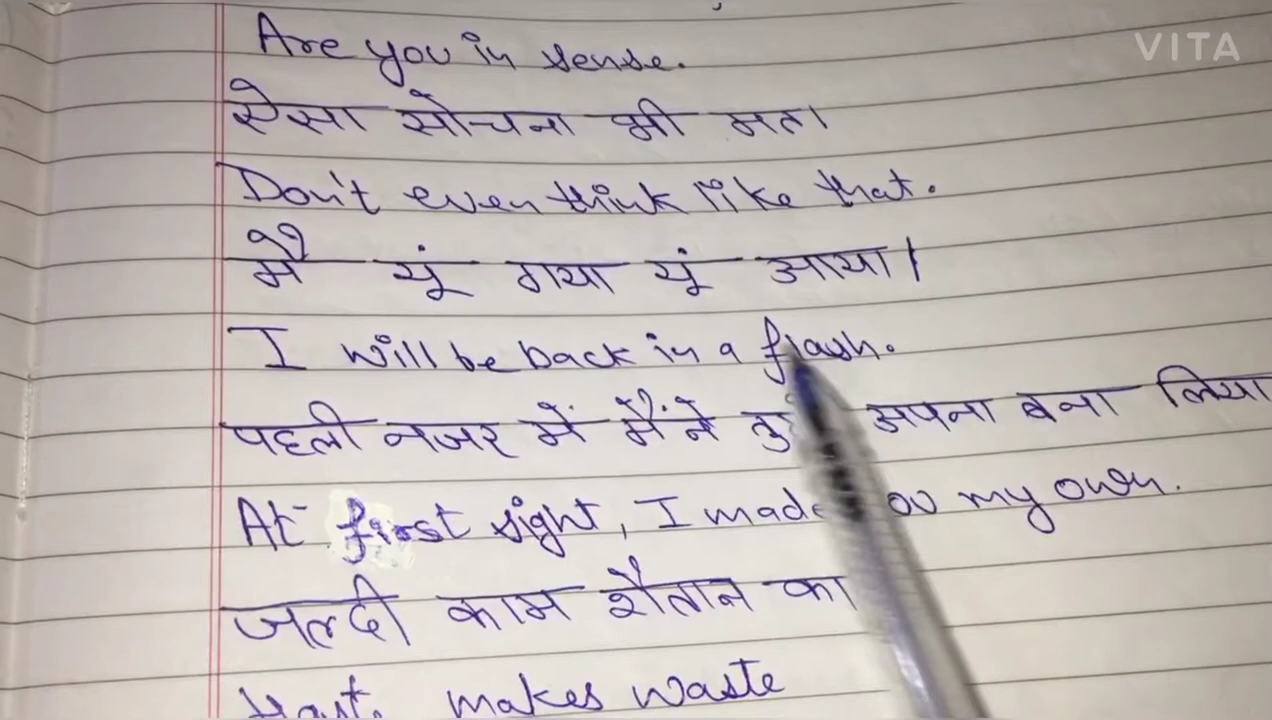 VITA
Are you in sense.
ऐसा सोचना भी मत।
Don't even think like that.
मैं यूं गया यूं आया।
I will be back in a flash.
पहली नजर में मैंने अपना बना लिया
At first sight, I made my own.
जल्दी काम शैतान का
makes waste